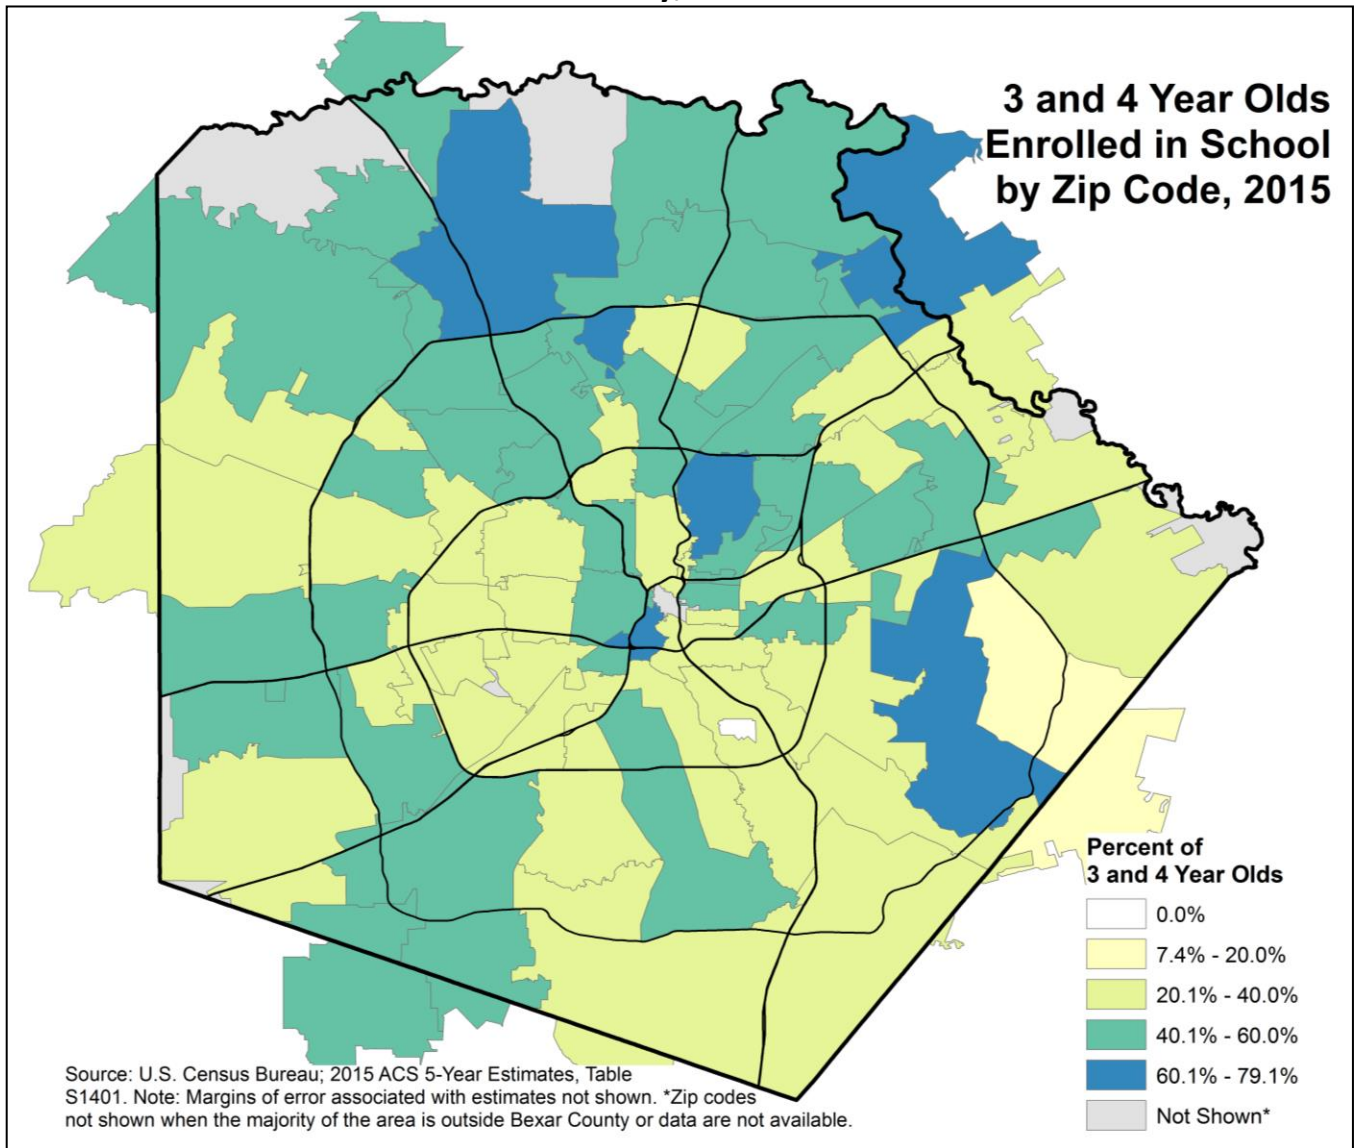 3 and 4 Year Olds
Enrolled in School
by Zip Code, 2015
Percent of
3 and 4 Year Olds
0.0%
7.4% - 20.0%
20.1% - 40.0%
40.1% - 60.0%
60.1% - 79.1%
Not Shown*
Source: U.S. Census Bureau; 2015 ACS 5-Year Estimates, Table
S1401. Note: Margins of error associated with estimates not shown. *Zip codes
not shown when the majority of the area is outside Bexar County or data are not available.